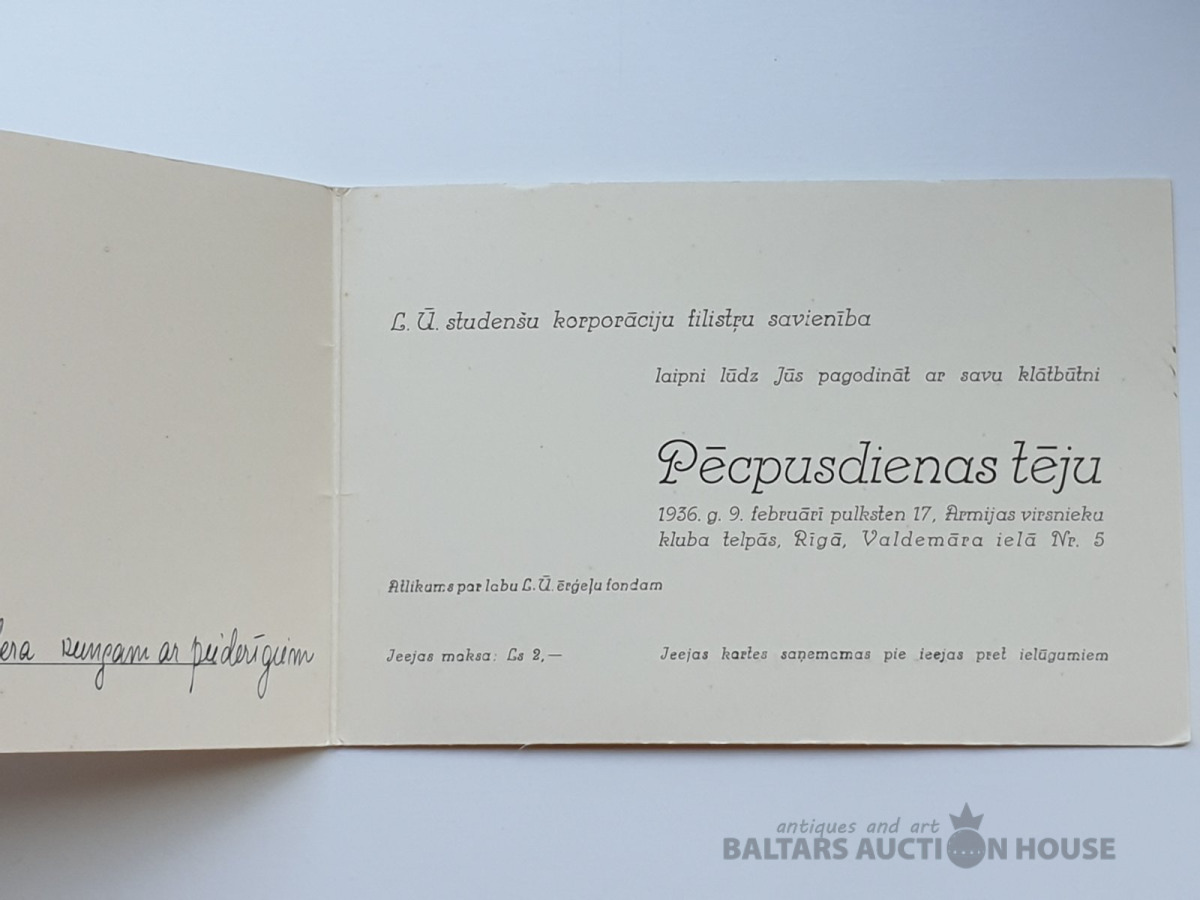 L. Ū. studenšu korporāciju filistŗu savienība
laipni lūdz Jūs pagodināt ar savu klātbūtni
Pēcpusdienas tēju
1936. g. 9. februārī pulksten 17, Armijas virsnieku
kluba telpās, Rīgā, Valdemāra ielā Nr. 5
Atlikums par labu L. Ū. ērģeļu fondam
kungam ar piederīgiem
Ieejas maksa: Ls 2,—
Ieejas kartes saņemamas pie ieejas pret ielūgumiem
antiques and art
BALTARS AUCTION HOUSE